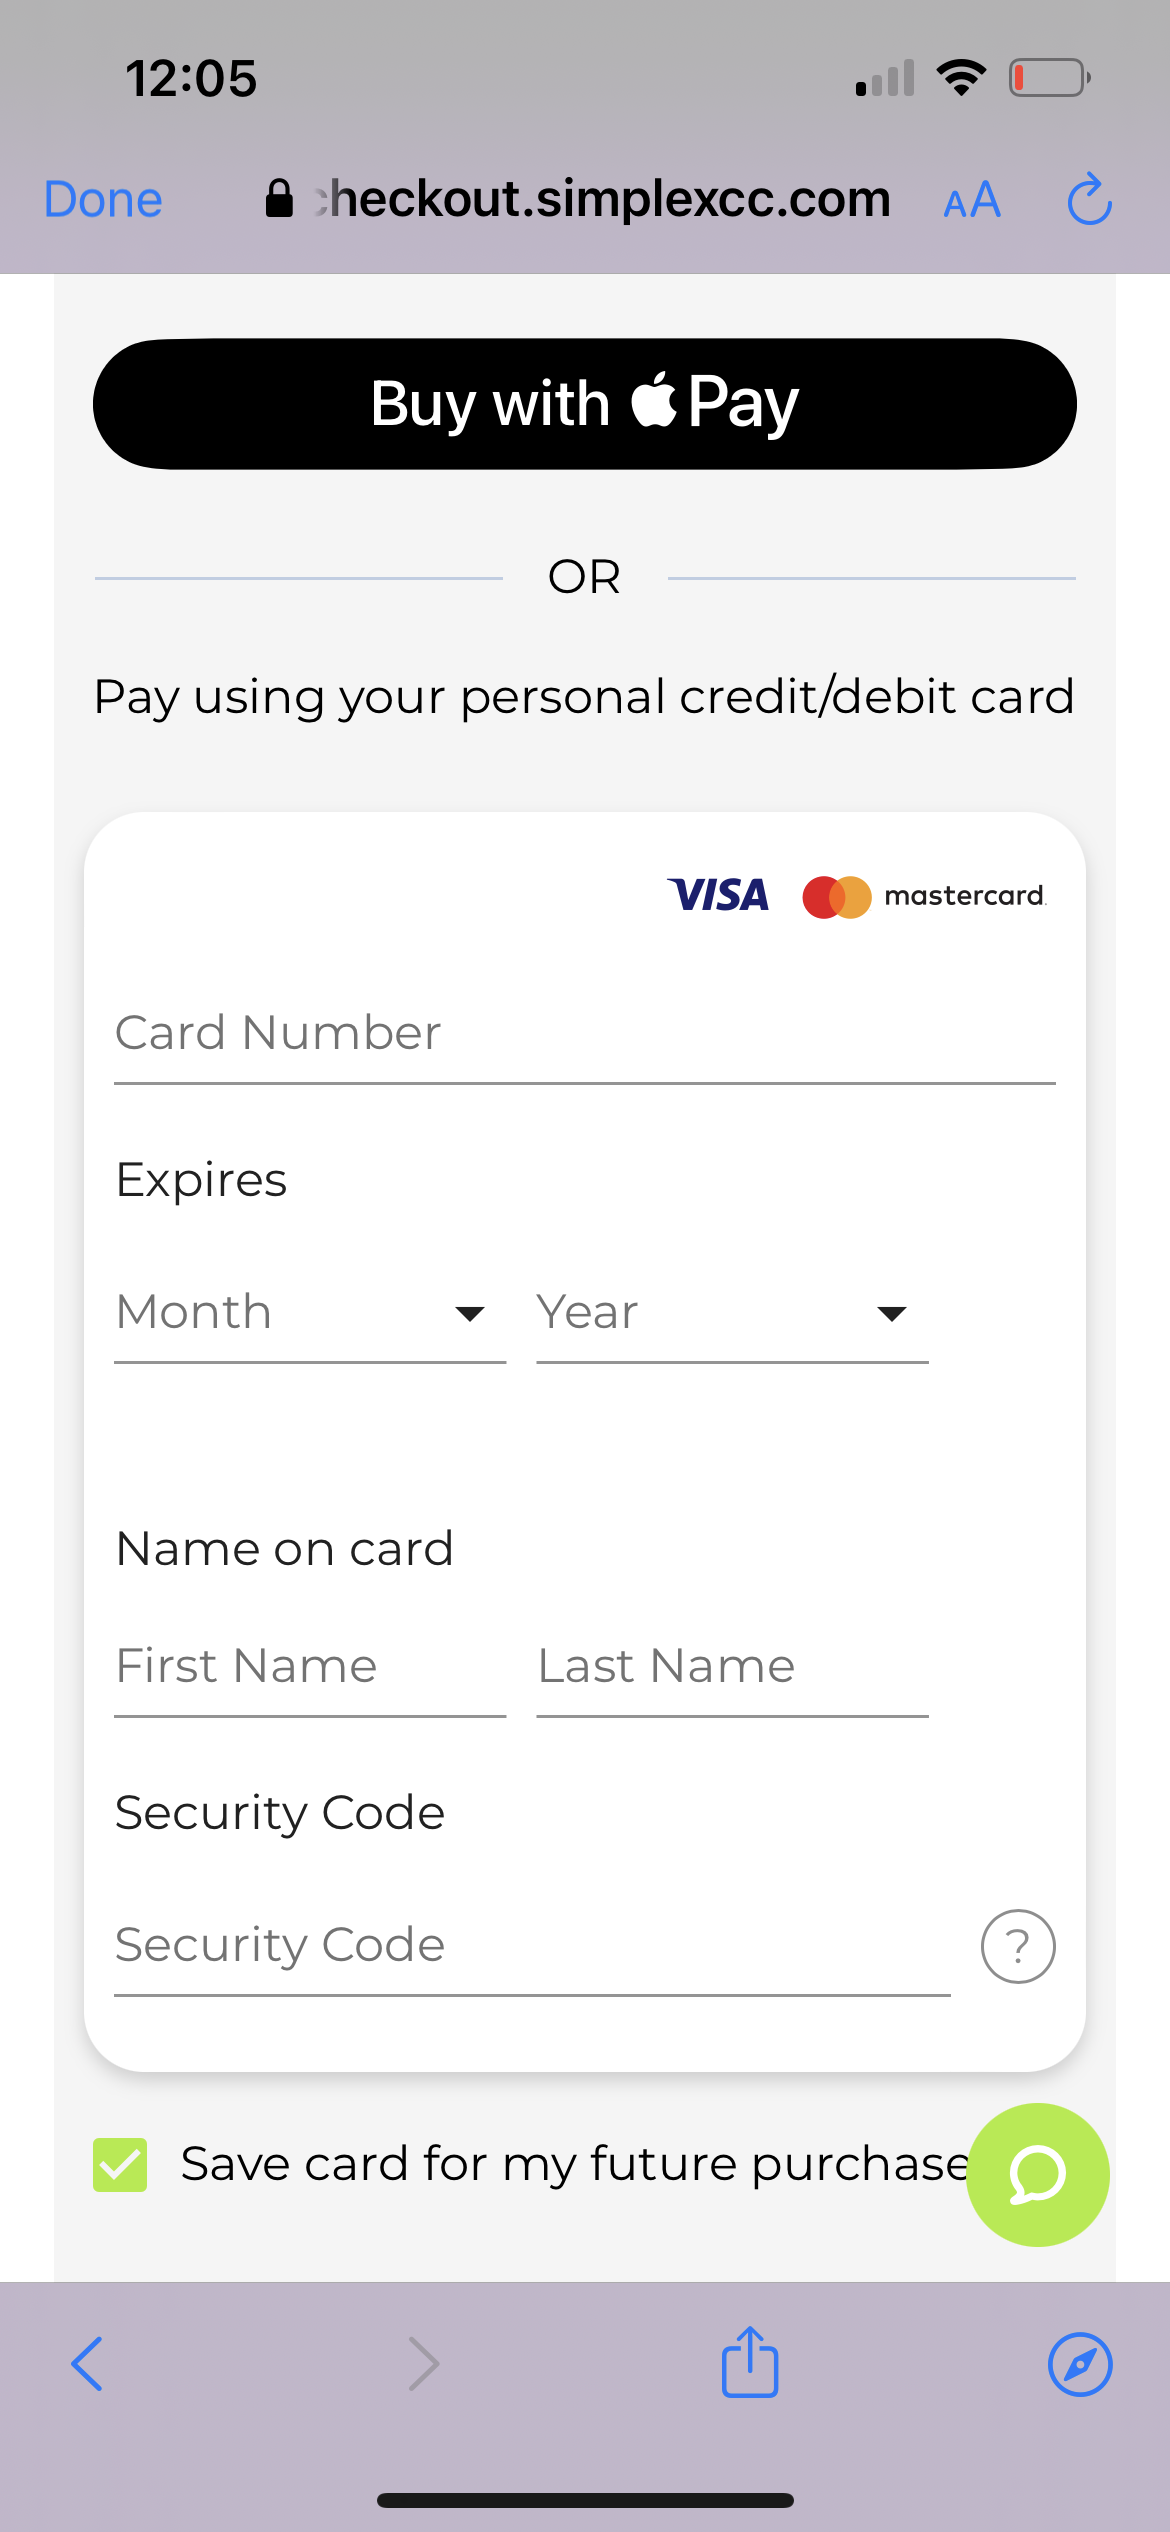 12:05
Done
checkout.simplexcc.com
AA
Buy with Pay
OR
Pay using your personal credit/debit card
VISA mastercard.
Card Number
Expires
Month Year
Name on card
First Name Last Name
Security Code
Security Code ?
Save card for my future purchase